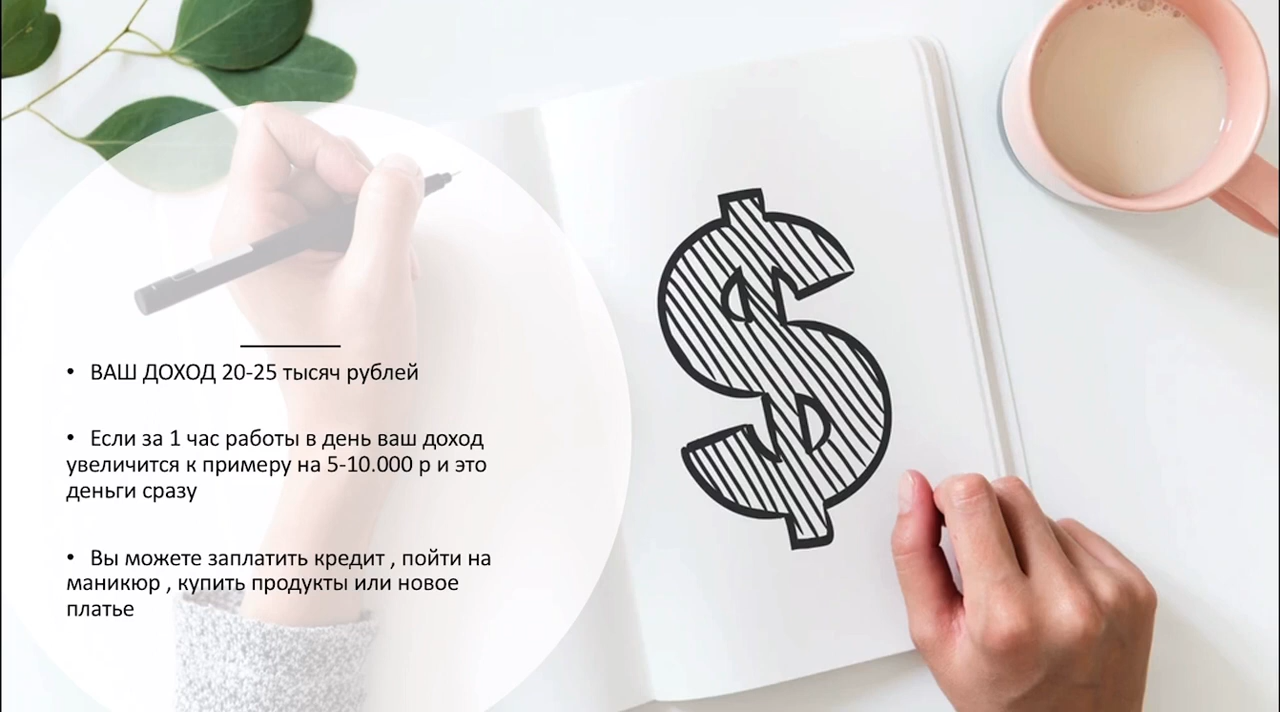 • ВАШ ДОХОД 20-25 тысяч рублей
• Если за 1 час работы в день ваш доход
увеличится к примеру на 5-10.000 р и это
деньги сразу
• Вы можете заплатить кредит , пойти на
маникюр , купить продукты или новое
платье